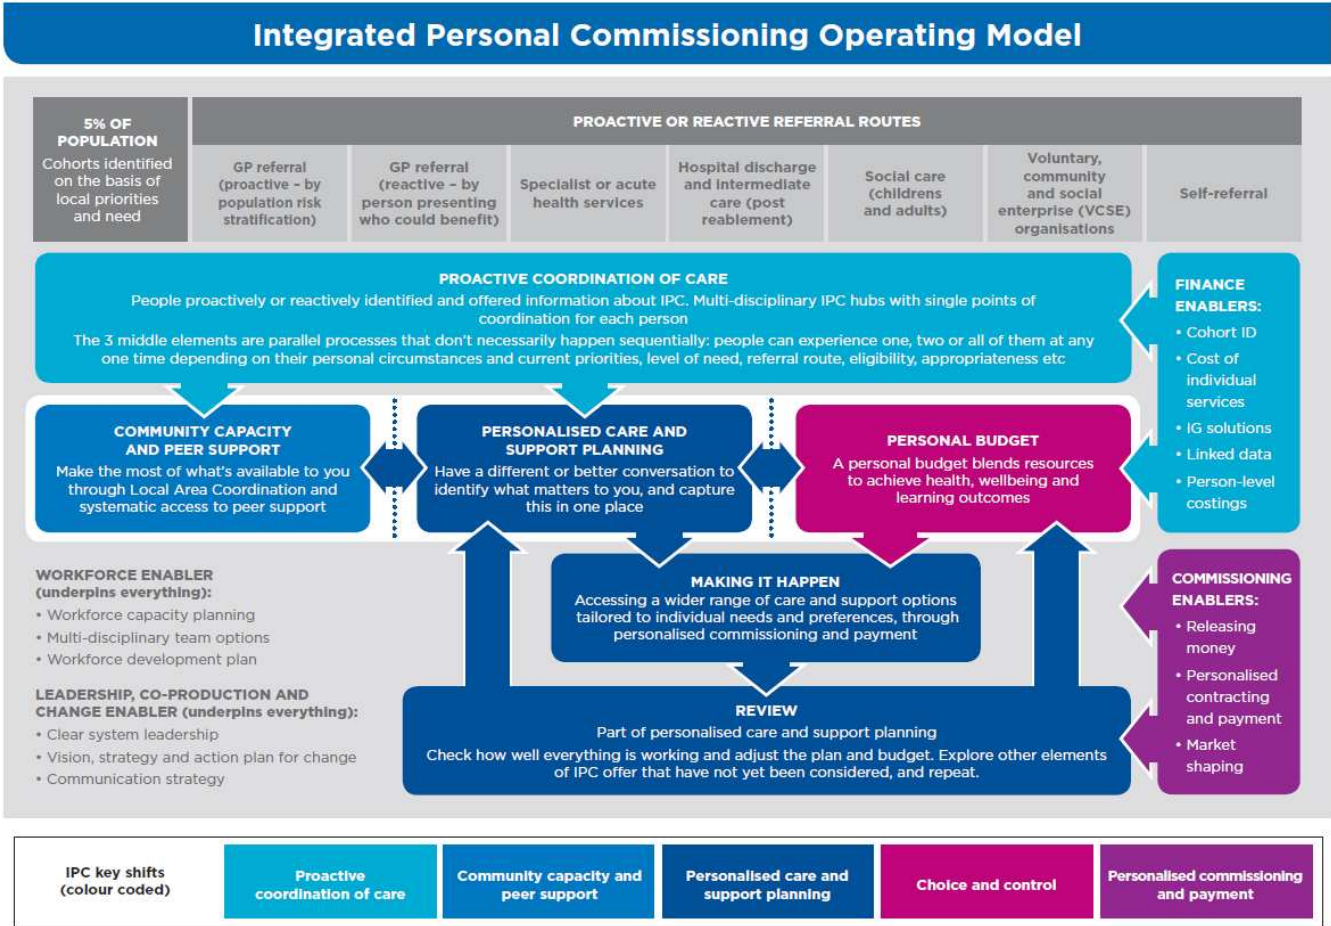 Integrated Personal Commissioning Operating Model
5% OF
POPULATION
Cohorts identified
on the basis of
local priorities
and need
PROACTIVE OR REACTIVE REFERRAL ROUTES
GP referral
(proactive – by
population risk
stratification)
GP referral
(reactive – by
person presenting
who could benefit)
Specialist or acute
health services
Hospital discharge
and intermediate
care (post
reablement)
Social care
(childrens
and adults)
Voluntary,
community
and social
enterprise (VCSE)
organisations
Self-referral
PROACTIVE COORDINATION OF CARE
People proactively or reactively identified and offered information about IPC. Multi-disciplinary IPC hubs with single points of
coordination for each person
The 3 middle elements are parallel processes that don't necessarily happen sequentially: people can experience one, two or all of them at any
one time depending on their personal circumstances and current priorities, level of need, referral route, eligibility, appropriateness etc
FINANCE
ENABLERS:
• Cohort ID
• Cost of
individual
services
• IG solutions
• Linked data
• Person-level
costings
COMMUNITY CAPACITY
AND PEER SUPPORT
Make the most of what's available to you
through Local Area Coordination and
systematic access to peer support
PERSONALISED CARE AND
SUPPORT PLANNING
Have a different or better conversation to
identify what matters to you, and capture
this in one place
PERSONAL BUDGET
A personal budget blends resources
to achieve health, wellbeing and
learning outcomes
WORKFORCE ENABLER
(underpins everything):
• Workforce capacity planning
• Multi-disciplinary team options
• Workforce development plan
LEADERSHIP, CO-PRODUCTION AND
CHANGE ENABLER (underpins everything):
• Clear system leadership
• Vision, strategy and action plan for change
• Communication strategy
MAKING IT HAPPEN
Accessing a wider range of care and support options
tailored to individual needs and preferences, through
personalised commissioning and payment
REVIEW
Part of personalised care and support planning
Check how well everything is working and adjust the plan and budget. Explore other elements
of IPC offer that have not yet been considered, and repeat.
COMMISSIONING
ENABLERS:
• Releasing
money
• Personalised
contracting
and payment
• Market
shaping
IPC key shifts
(colour coded)
Proactive
coordination of care
Community capacity and
peer support
Personalised care and
support planning
Choice and control
Personalised commissioning
and payment